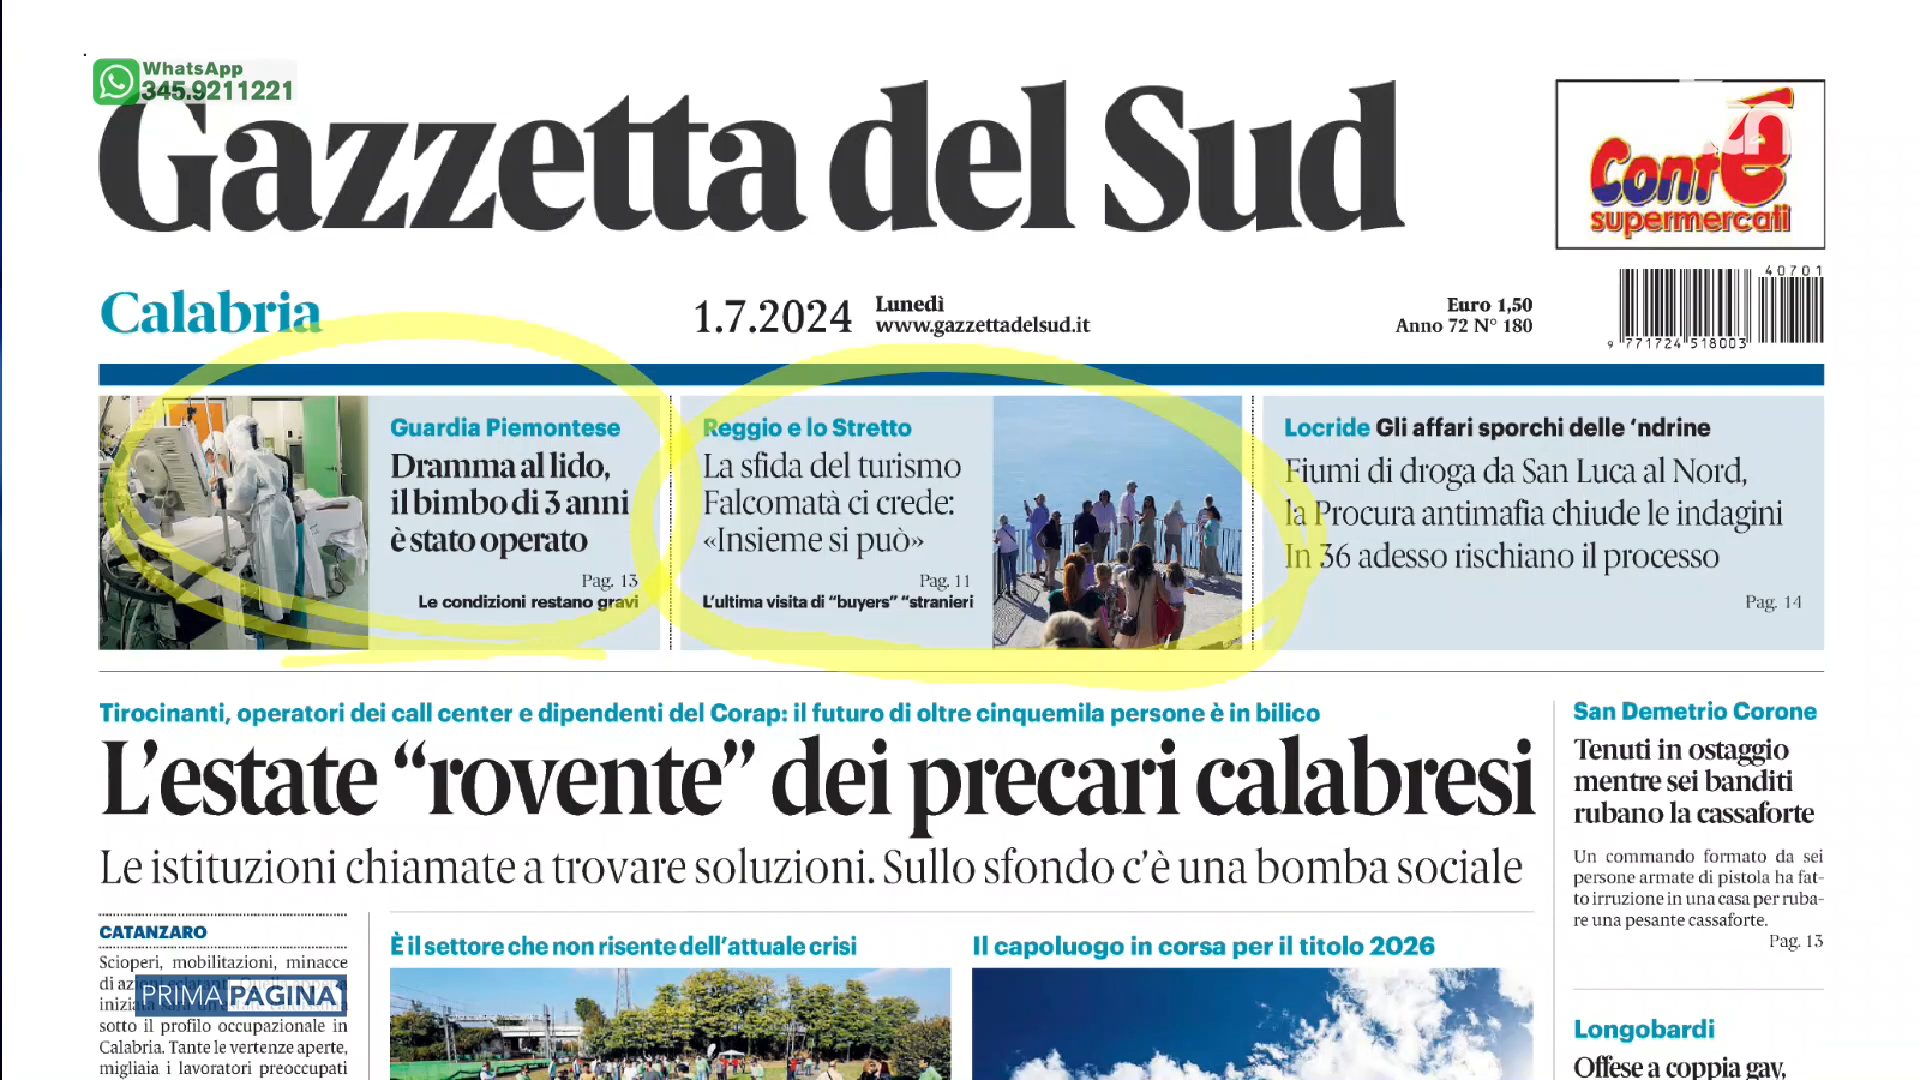 WhatsApp
345.9211221
Gazzetta del Sud
Contè
supermercati
Calabria
1.7.2024
Lunedì
www.gazzettadelsud.it
Euro 1,50
Anno 72 N° 180
40701
9 771724 518003
Guardia Piemontese
Dramma al lido,
il bimbo di 3 anni
è stato operato
Pag. 13
Le condizioni restano gravi
Reggio e lo Stretto
La sfida del turismo
Falcomatà ci crede:
«Insieme si può»
Pag. 11
L'ultima visita di "buyers" "stranieri
Locride Gli affari sporchi delle 'ndrine
Fiumi di droga da San Luca al Nord,
la Procura antimafia chiude le indagini
In 36 adesso rischiano il processo
Pag. 14
Tirocinanti, operatori dei call center e dipendenti del Corap: il futuro di oltre cinquemila persone è in bilico
L'estate "rovente" dei precari calabresi
Le istituzioni chiamate a trovare soluzioni. Sullo sfondo c'è una bomba sociale
San Demetrio Corone
Tenuti in ostaggio
mentre sei banditi
rubano la cassaforte
Un commando formato da sei
persone armate di pistola ha fat-
to irruzione in una casa per ruba-
re una pesante cassaforte.
Pag. 13
Longobardi
Offese a coppia gay,
CATANZARO
Scioperi, mobilitazioni, minacce
di
PRIMA PAGINA
sotto il profilo occupazionale in
Calabria. Tante le vertenze aperte,
migliaia i lavoratori preoccupati
È il settore che non risente dell'attuale crisi
Il capoluogo in corsa per il titolo 2026